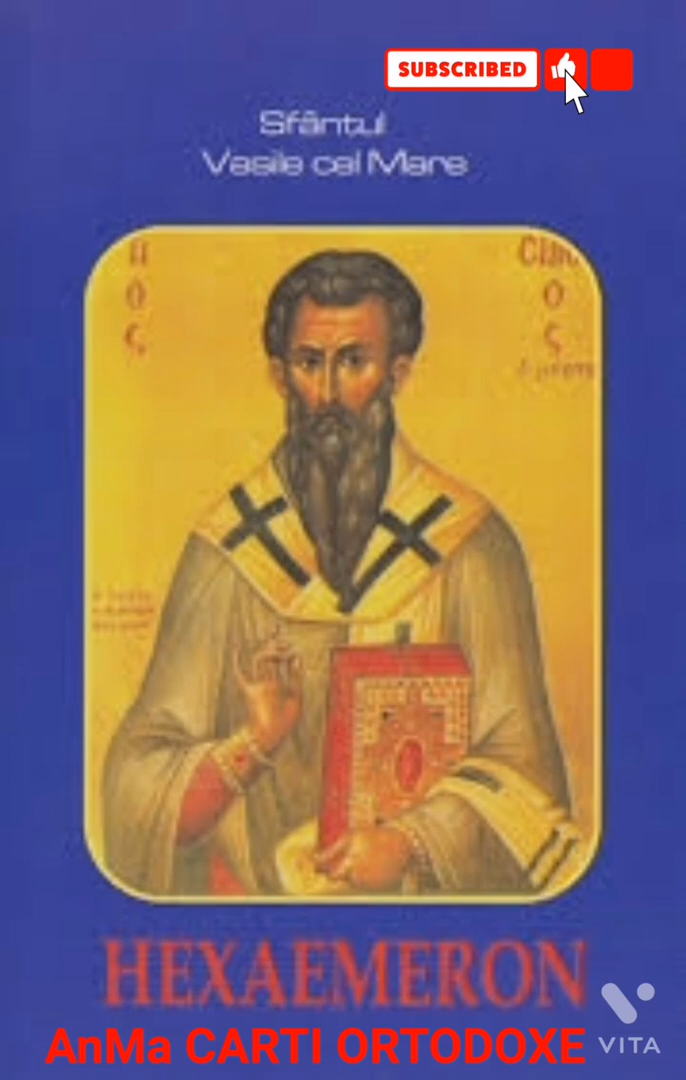 SUBSCRIBED
Sfântul
Vasile cel Mare
HEXAEMERON
AnMa CARTI ORTODOXE
VITA